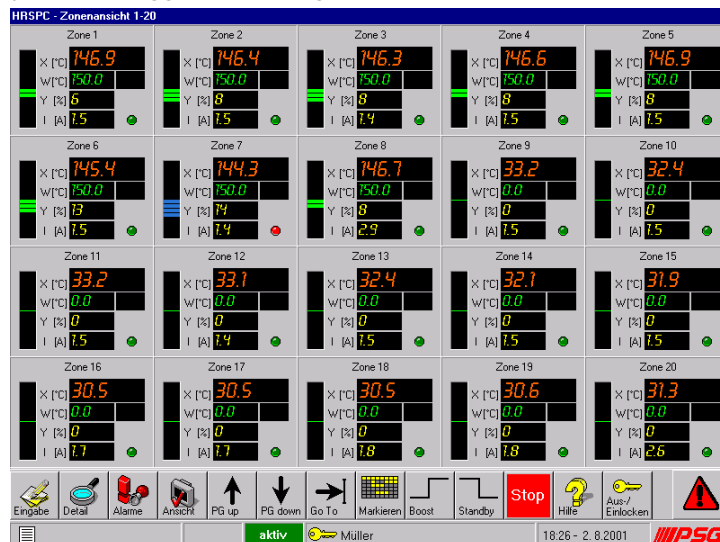 HRSPC - Zonenansicht 1-20
Zone 1 Zone 2 Zone 3 Zone 4 Zone 5
X [°C] 146.9 X [°C] 146.4 X [°C] 146.3 X [°C] 146.6 X [°C] 146.9
W[°C] 150.0 W[°C] 150.0 W[°C] 150.0 W[°C] 150.0 W[°C] 150.0
Y [%] 6 Y [%] 8 Y [%] 8 Y [%] 8 Y [%] 8
I [A] 1.5 I [A] 1.5 I [A] 1.4 I [A] 1.5 I [A] 1.5
Zone 6 Zone 7 Zone 8 Zone 9 Zone 10
X [°C] 145.4 X [°C] 144.3 X [°C] 146.7 X [°C] 33.2 X [°C] 32.4
W[°C] 150.0 W[°C] 150.0 W[°C] 150.0 W[°C] 0.0 W[°C] 0.0
Y [%] 13 Y [%] 14 Y [%] 8 Y [%] 0 Y [%] 0
I [A] 1.5 I [A] 1.4 I [A] 2.9 I [A] 1.5 I [A] 1.5
Zone 11 Zone 12 Zone 13 Zone 14 Zone 15
X [°C] 33.2 X [°C] 33.1 X [°C] 32.4 X [°C] 32.1 X [°C] 31.9
W[°C] 0.0 W[°C] 0.0 W[°C] 0.0 W[°C] 0.0 W[°C] 0.0
Y [%] 0 Y [%] 0 Y [%] 0 Y [%] 0 Y [%] 0
I [A] 1.5 I [A] 1.4 I [A] 1.5 I [A] 1.5 I [A] 1.5
Zone 16 Zone 17 Zone 18 Zone 19 Zone 20
X [°C] 30.5 X [°C] 30.5 X [°C] 30.5 X [°C] 30.6 X [°C] 31.3
W[°C] 0.0 W[°C] 0.0 W[°C] 0.0 W[°C] 0.0 W[°C] 0.0
Y [%] 0 Y [%] 0 Y [%] 0 Y [%] 0 Y [%] 0
I [A] 1.7 I [A] 1.7 I [A] 1.8 I [A] 1.8 I [A] 2.6
Eingabe Detail Alarme Ansicht PG up PG down Go To Markieren Boost Standby Stop Hilfe Aus-/
Einlocken
aktiv Müller 18:26 - 2. 8.2001 PSG